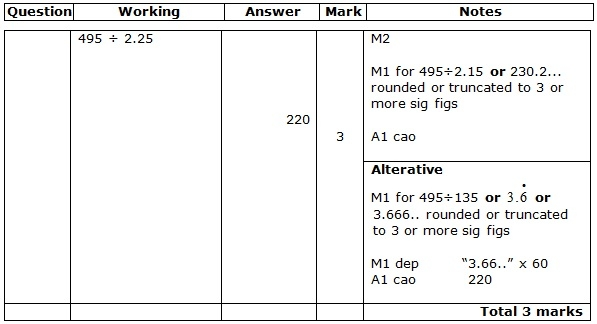 Question Working Answer Mark Notes
495 ÷ 2.25
220
3
M2
M1 for 495÷2.15 or 230.2...
rounded or truncated to 3 or
more sig figs
A1 cao
Alterative
M1 for 495÷135 or 3.6̇ or
3.666.. rounded or truncated
to 3 or more sig figs
M1 dep "3.66.." x 60
A1 cao 220
Total 3 marks